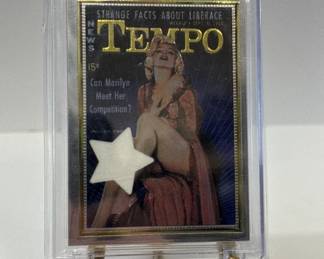 STRANGE FACTS ABOUT LIBERACE
NEWS
TEMPO
15¢
Can Marilyn
Meet Her
Competition?